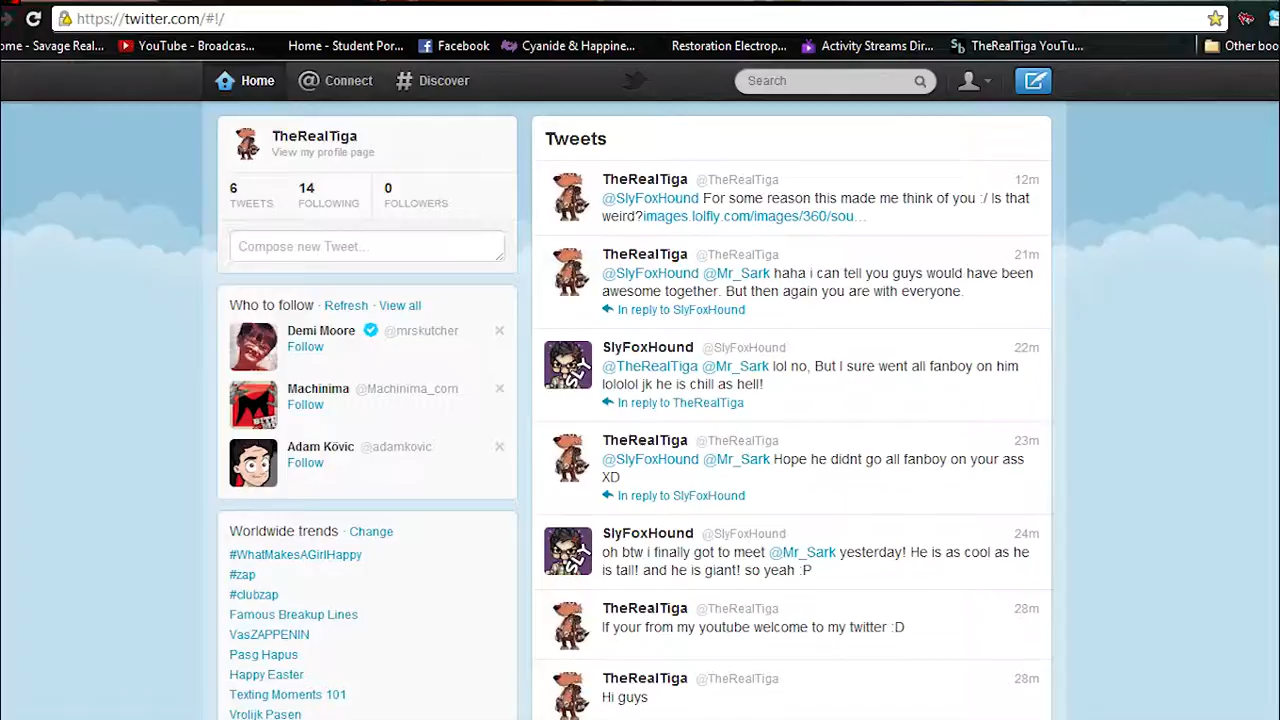 https://twitter.com/#!/
ome - Savage Real...
YouTube - Broadcas...
Home - Student Por...
Facebook
Cyanide & Happine...
Restoration Electrop...
Activity Streams Dir...
TheRealTiga YouTu...
Other boo
Home
Connect
Discover
Search
TheRealTiga
View my profile page
6
TWEETS
14
FOLLOWING
0
FOLLOWERS
Compose new Tweet...
Who to follow · Refresh · View all
Demi Moore @mrskutcher
Follow
Machinima @Machinima_com
Follow
Adam Kövic @adamkovic
Follow
Worldwide trends · Change
#WhatMakesAGirlHappy
#zap
#clubzap
Famous Breakup Lines
VasZAPPENIN
Pasg Hapus
Happy Easter
Texting Moments 101
Vrolijk Pasen
Tweets
TheRealTiga @TheRealTiga 12m
@SlyFoxHound For some reason this made me think of you :/ Is that
weird?images.lolfly.com/images/360/sou...
TheRealTiga @TheRealTiga 21m
@SlyFoxHound @Mr_Sark haha i can tell you guys would have been
awesome together. But then again you are with everyone.
In reply to SlyFoxHound
SlyFoxHound @SlyFoxHound 22m
@TheRealTiga @Mr_Sark lol no, But I sure went all fanboy on him
lololol jk he is chill as hell!
In reply to TheRealTiga
TheRealTiga @TheRealTiga 23m
@SlyFoxHound @Mr_Sark Hope he didnt go all fanboy on your ass
XD
In reply to SlyFoxHound
SlyFoxHound @SlyFoxHound 24m
oh btw i finally got to meet @Mr_Sark yesterday! He is as cool as he
is tall! and he is giant! so yeah :P
TheRealTiga @TheRealTiga 28m
If your from my youtube welcome to my twitter :D
TheRealTiga @TheRealTiga 28m
Hi guys